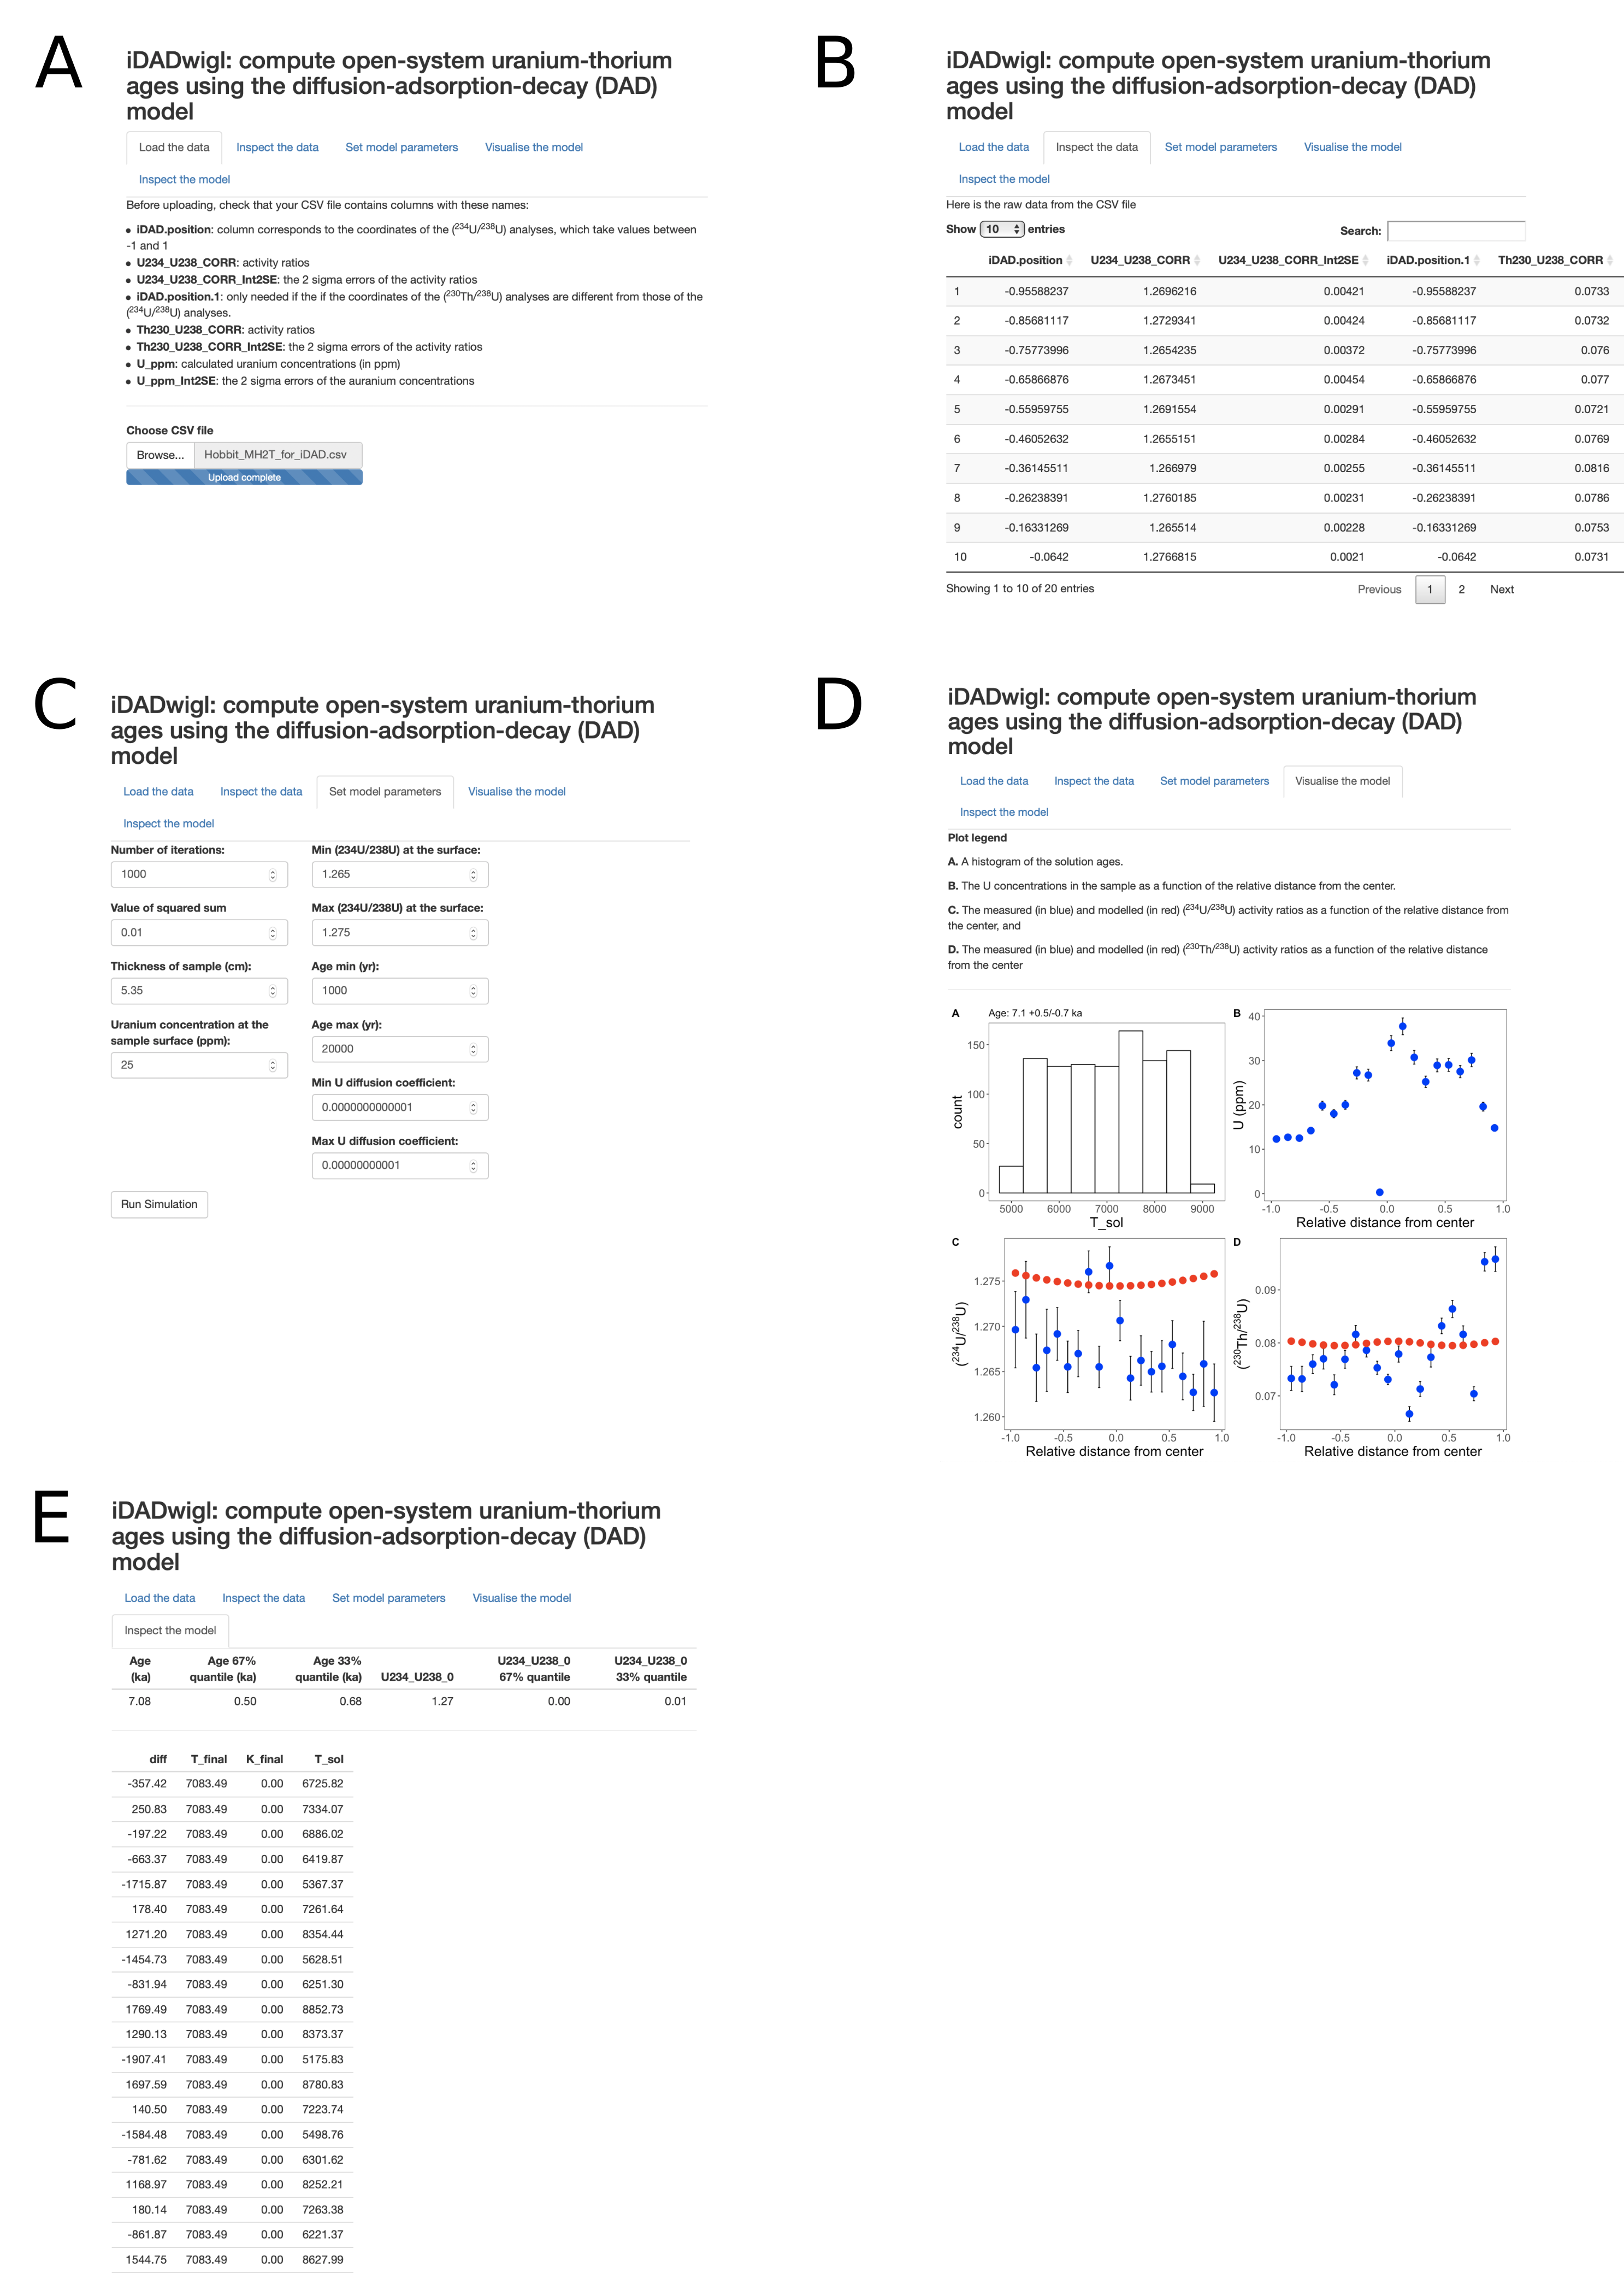 A
iDADwigl: compute open-system uranium-thorium
ages using the diffusion-adsorption-decay (DAD)
model
Load the data Inspect the data Set model parameters Visualise the model
Inspect the model
Before uploading, check that your CSV file contains columns with these names:
• iDAD.position: column corresponds to the coordinates of the (234U/238U) analyses, which take values between
-1 and 1
• U234_U238_CORR: activity ratios
• U234_U238_CORR_Int2SE: the 2 sigma errors of the activity ratios
• iDAD.position.1: only needed if the if the coordinates of the (230Th/238U) analyses are different from those of the
(234U/238U) analyses.
• Th230_U238_CORR: activity ratios
• Th230_U238_CORR_Int2SE: the 2 sigma errors of the activity ratios
• U_ppm: calculated uranium concentrations (in ppm)
• U_ppm_Int2SE: the 2 sigma errors of the auranium concentrations
Choose CSV file
Browse... Hobbit_MH2T_for_iDAD.csv
Upload complete
B
iDADwigl: compute open-system uranium-thorium
ages using the diffusion-adsorption-decay (DAD)
model
Load the data Inspect the data Set model parameters Visualise the model
Inspect the model
Here is the raw data from the CSV file
Show 10 entries Search:
iDAD.position U234_U238_CORR U234_U238_CORR_Int2SE iDAD.position.1 Th230_U238_CORR
1 -0.95588237 1.2696216 0.00421 -0.95588237 0.0733
2 -0.85681117 1.2729341 0.00424 -0.85681117 0.0732
3 -0.75773996 1.2654235 0.00372 -0.75773996 0.076
4 -0.65866876 1.2673451 0.00454 -0.65866876 0.077
5 -0.55959755 1.2691554 0.00291 -0.55959755 0.0721
6 -0.46052632 1.2655151 0.00284 -0.46052632 0.0769
7 -0.36145511 1.266979 0.00255 -0.36145511 0.0816
8 -0.26238391 1.2760185 0.00231 -0.26238391 0.0786
9 -0.16331269 1.265514 0.00228 -0.16331269 0.0753
10 -0.0642 1.2766815 0.0021 -0.0642 0.0731
Showing 1 to 10 of 20 entries Previous 1 2 Next
C
iDADwigl: compute open-system uranium-thorium
ages using the diffusion-adsorption-decay (DAD)
model
Load the data Inspect the data Set model parameters Visualise the model
Inspect the model
Number of iterations: Min (234U/238U) at the surface:
1000 1.265
Value of squared sum Max (234U/238U) at the surface:
0.01 1.275
Thickness of sample (cm): Age min (yr):
5.35 1000
Uranium concentration at the Age max (yr):
sample surface (ppm): 20000
25 Min U diffusion coefficient:
0.0000000000001
Max U diffusion coefficient:
0.00000000001
Run Simulation
D
iDADwigl: compute open-system uranium-thorium
ages using the diffusion-adsorption-decay (DAD)
model
Load the data Inspect the data Set model parameters Visualise the model
Inspect the model
Plot legend
A. A histogram of the solution ages.
B. The U concentrations in the sample as a function of the relative distance from the center.
C. The measured (in blue) and modelled (in red) (234U/238U) activity ratios as a function of the relative distance from
the center, and
D. The measured (in blue) and modelled (in red) (230Th/238U) activity ratios as a function of the relative distance
from the center
A Age: 7.1 +0.5/-0.7 ka
150
100
50
0
count
5000 6000 7000 8000 9000
T_sol
B
40
30
20
10
0
U (ppm)
-1.0 -0.5 0.0 0.5 1.0
Relative distance from center
C
1.275
1.270
1.265
1.260
(234U/238U)
-1.0 -0.5 0.0 0.5 1.0
Relative distance from center
D
0.09
0.08
0.07
(230Th/238U)
-1.0 -0.5 0.0 0.5 1.0
Relative distance from center
E
iDADwigl: compute open-system uranium-thorium
ages using the diffusion-adsorption-decay (DAD)
model
Load the data Inspect the data Set model parameters Visualise the model
Inspect the model
Age Age 67% Age 33% U234_U238_0 U234_U238_0
(ka) quantile (ka) quantile (ka) U234_U238_0 67% quantile 33% quantile
7.08 0.50 0.68 1.27 0.00 0.01
diff T_final K_final T_sol
-357.42 7083.49 0.00 6725.82
250.83 7083.49 0.00 7334.07
-197.22 7083.49 0.00 6886.02
-663.37 7083.49 0.00 6419.87
-1715.87 7083.49 0.00 5367.37
178.40 7083.49 0.00 7261.64
1271.20 7083.49 0.00 8354.44
-1454.73 7083.49 0.00 5628.51
-831.94 7083.49 0.00 6251.30
1769.49 7083.49 0.00 8852.73
1290.13 7083.49 0.00 8373.37
-1907.41 7083.49 0.00 5175.83
1697.59 7083.49 0.00 8780.83
140.50 7083.49 0.00 7223.74
-1584.48 7083.49 0.00 5498.76
-781.62 7083.49 0.00 6301.62
1168.97 7083.49 0.00 8252.21
180.14 7083.49 0.00 7263.38
-861.87 7083.49 0.00 6221.37
1544.75 7083.49 0.00 8627.99